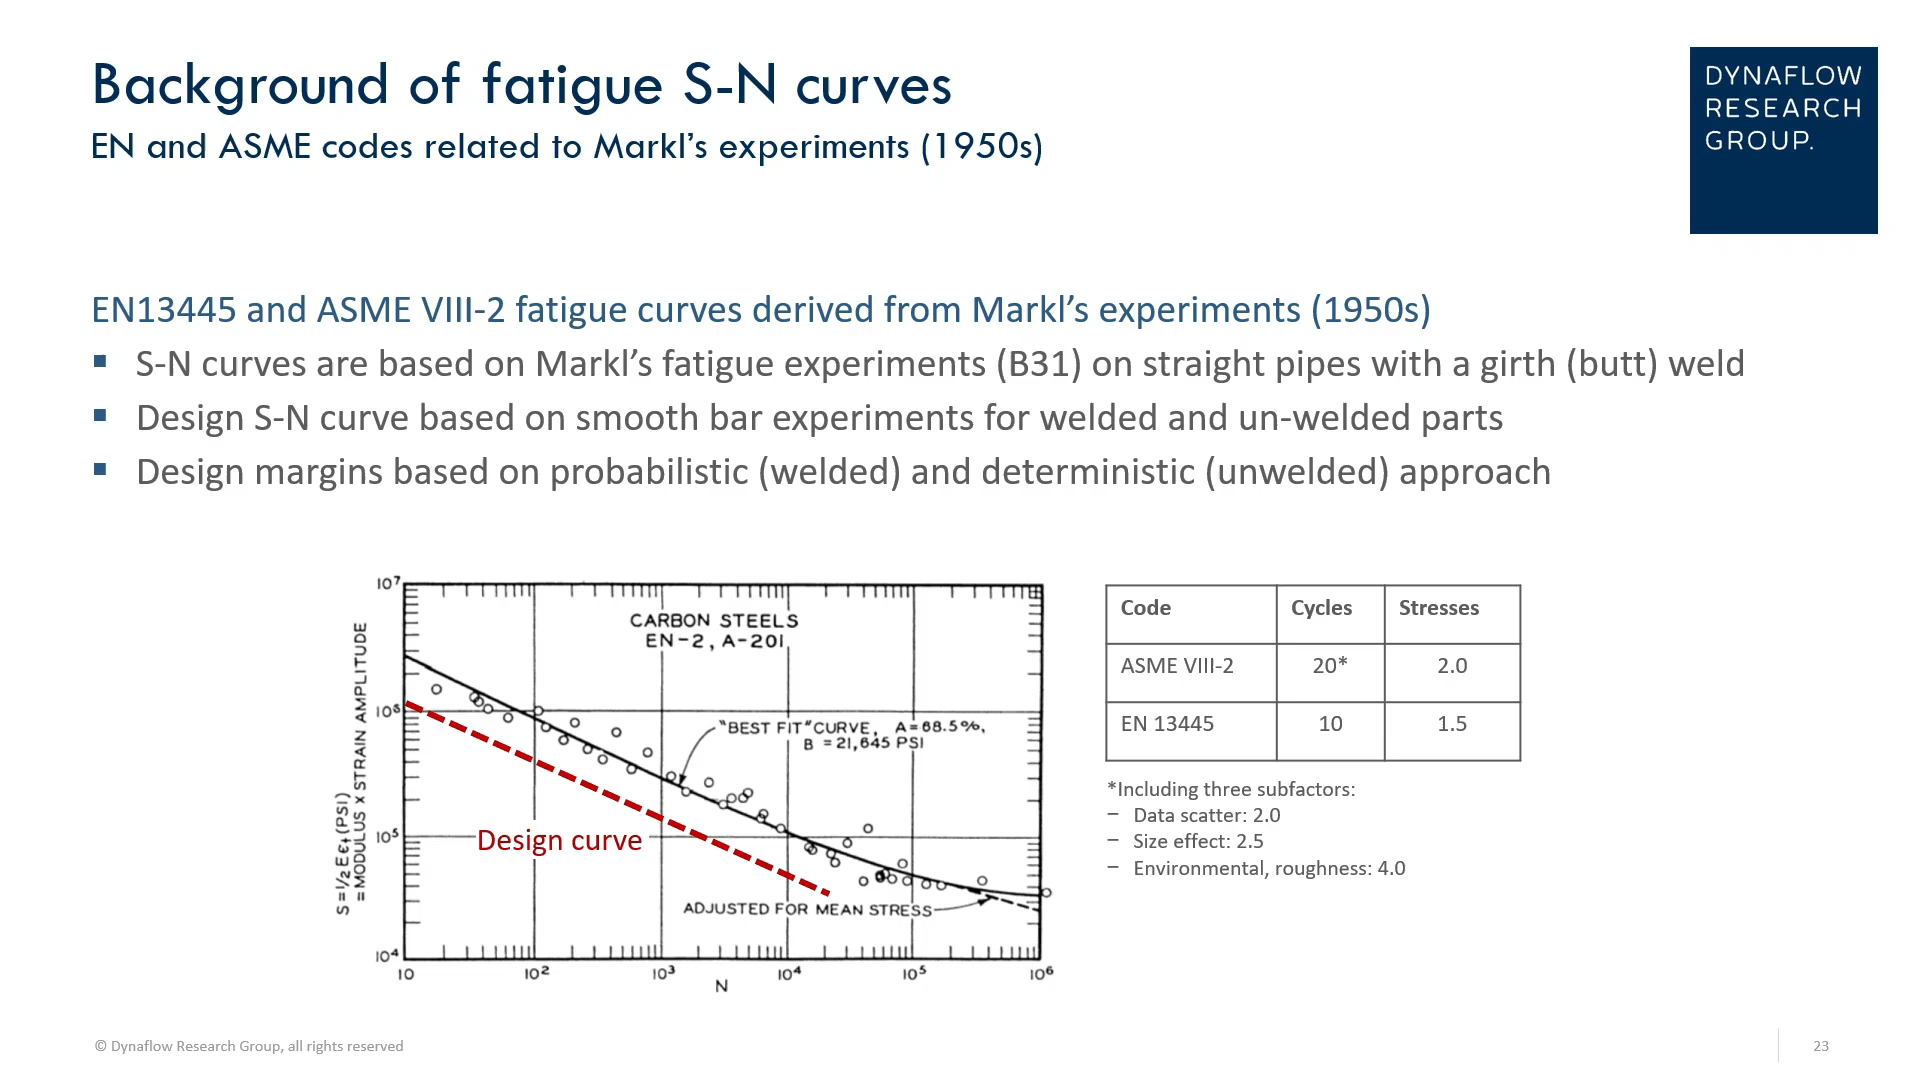 Background of fatigue S-N curves
EN and ASME codes related to Markl’s experiments (1950s)
DYNAFLOW
RESEARCH
GROUP.
EN13445 and ASME VIII-2 fatigue curves derived from Markl’s experiments (1950s)
▪ S-N curves are based on Markl’s fatigue experiments (B31) on straight pipes with a girth (butt) weld
▪ Design S-N curve based on smooth bar experiments for welded and un-welded parts
▪ Design margins based on probabilistic (welded) and deterministic (unwelded) approach
S = 1/2 E ϵt (PSI)
= MODULUS x STRAIN AMPLITUDE
10⁷
10⁶
10⁵
10⁴
CARBON STEELS
EN-2, A-201
"BEST FIT" CURVE, A=68.5%,
B = 21,645 PSI
Design curve
ADJUSTED FOR MEAN STRESS
10 10² 10³ 10⁴ 10⁵ 10⁶
N
Code Cycles Stresses
ASME VIII-2 20* 2.0
EN 13445 10 1.5
*Including three subfactors:
− Data scatter: 2.0
− Size effect: 2.5
− Environmental, roughness: 4.0
© Dynaflow Research Group, all rights reserved
23